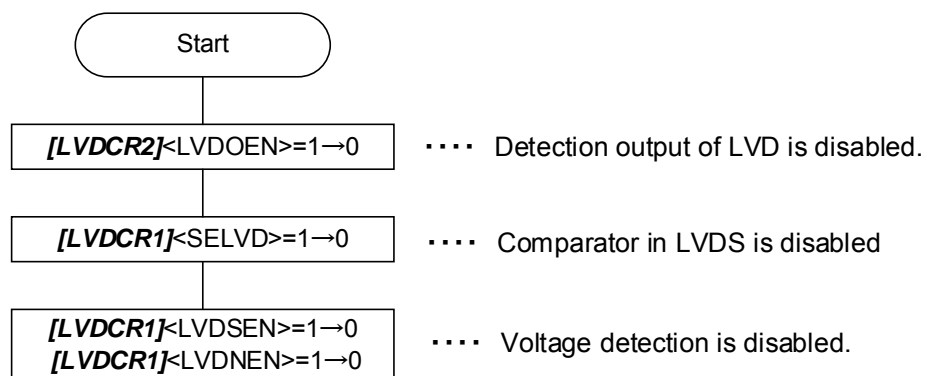 Start
[LVDCR2]<LVDOEN>=1→0 ···· Detection output of LVD is disabled.
[LVDCR1]<SELVD>=1→0 ···· Comparator in LVDS is disabled
[LVDCR1]<LVDSEN>=1→0
[LVDCR1]<LVDNEN>=1→0 ···· Voltage detection is disabled.